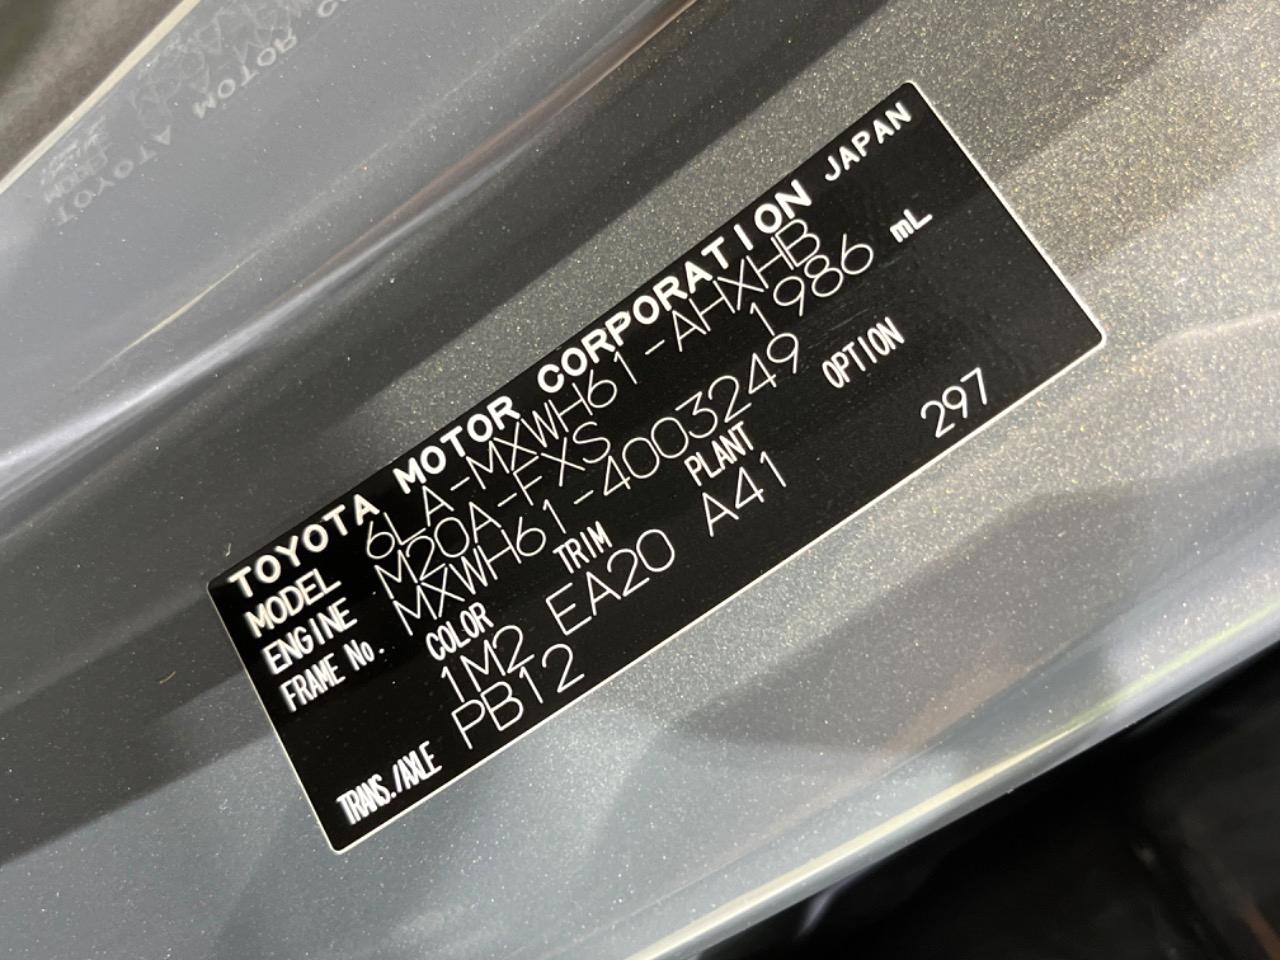 TOYOTA MOTOR CORPORATION JAPAN
MODEL 6LA-MXWH61-AHXHB
ENGINE M20A-FXS 1986 mL
FRAME No. MXWH61-4003249
COLOR TRIM PLANT OPTION
1M2 EA20 A41 297
TRANS./AXLE PB12